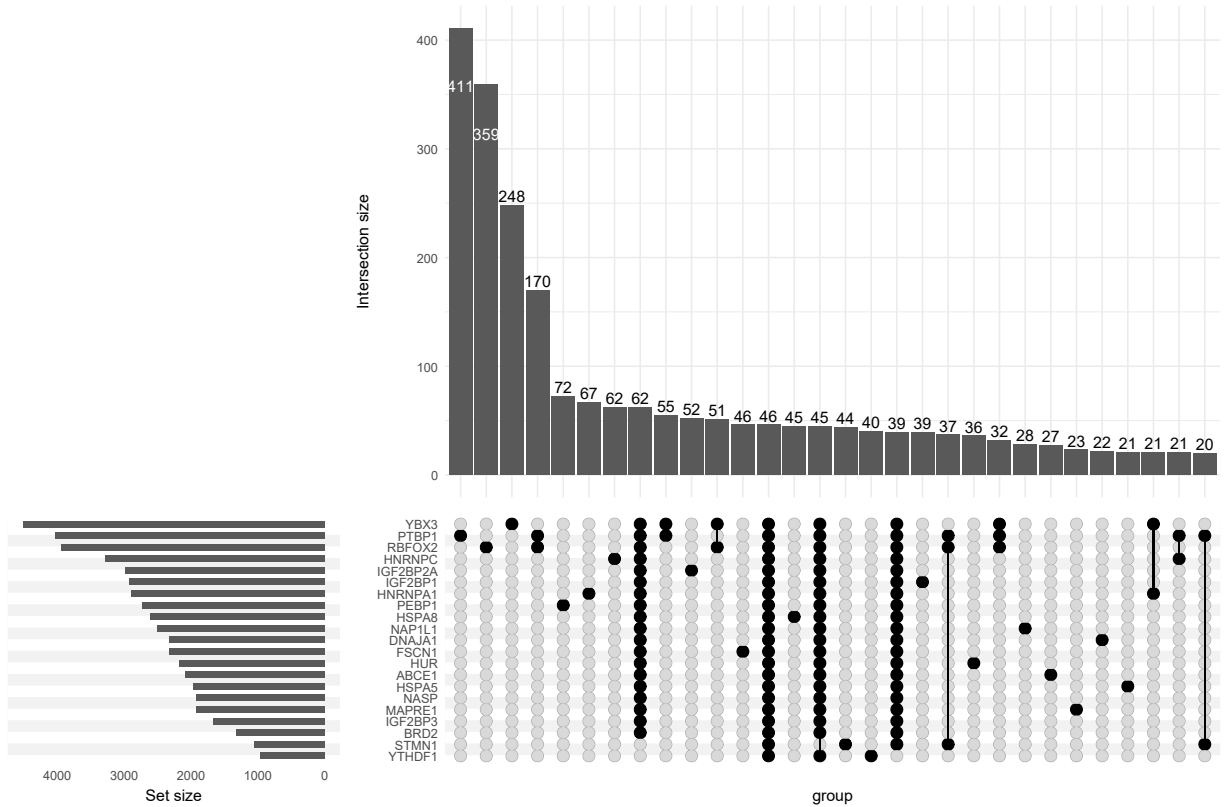 400
300
200
100
0
Intersection size
411
359
248
170
72
67
62
62
55
52
51
46
46
45
45
44
40
39
39
37
36
32
28
27
23
22
21
21
21
20
YBX3
PTBP1
RBFOX2
HNRNPC
IGF2BP2A
IGF2BP1
HNRNPA1
PEBP1
HSPA8
NAP1L1
DNAJA1
FSCN1
HUR
ABCE1
HSPA5
NASP
MAPRE1
IGF2BP3
BRD2
STMN1
YTHDF1
4000 3000 2000 1000 0
Set size
group